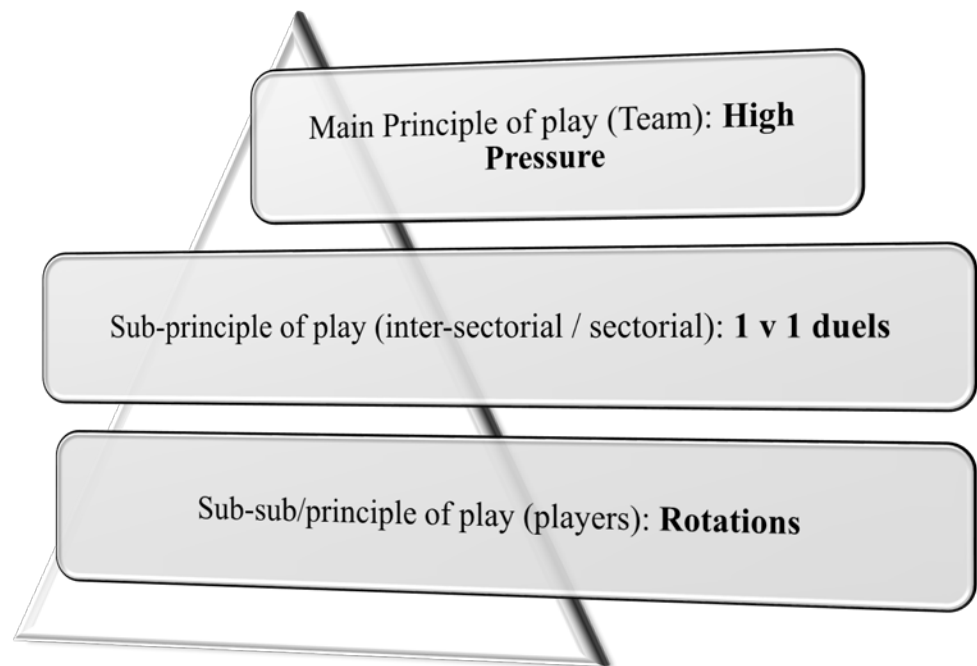 Main Principle of play (Team): High
Pressure
Sub-principle of play (inter-sectorial / sectorial): 1 v 1 duels
Sub-sub/principle of play (players): Rotations